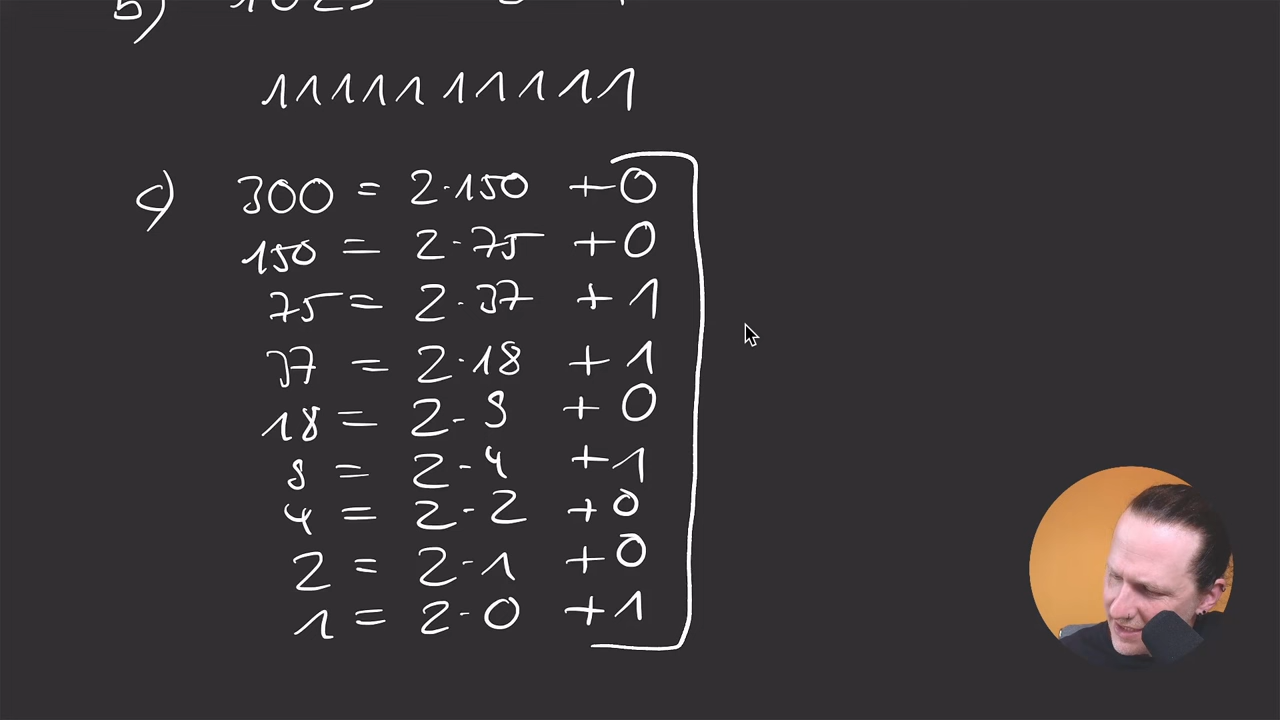 b) 1023
1111111111
c) 300 = 2·150 +0
150 = 2·75 +0
75 = 2·37 +1
37 = 2·18 +1
18 = 2·9 +0
9 = 2·4 +1
4 = 2·2 +0
2 = 2·1 +0
1 = 2·0 +1